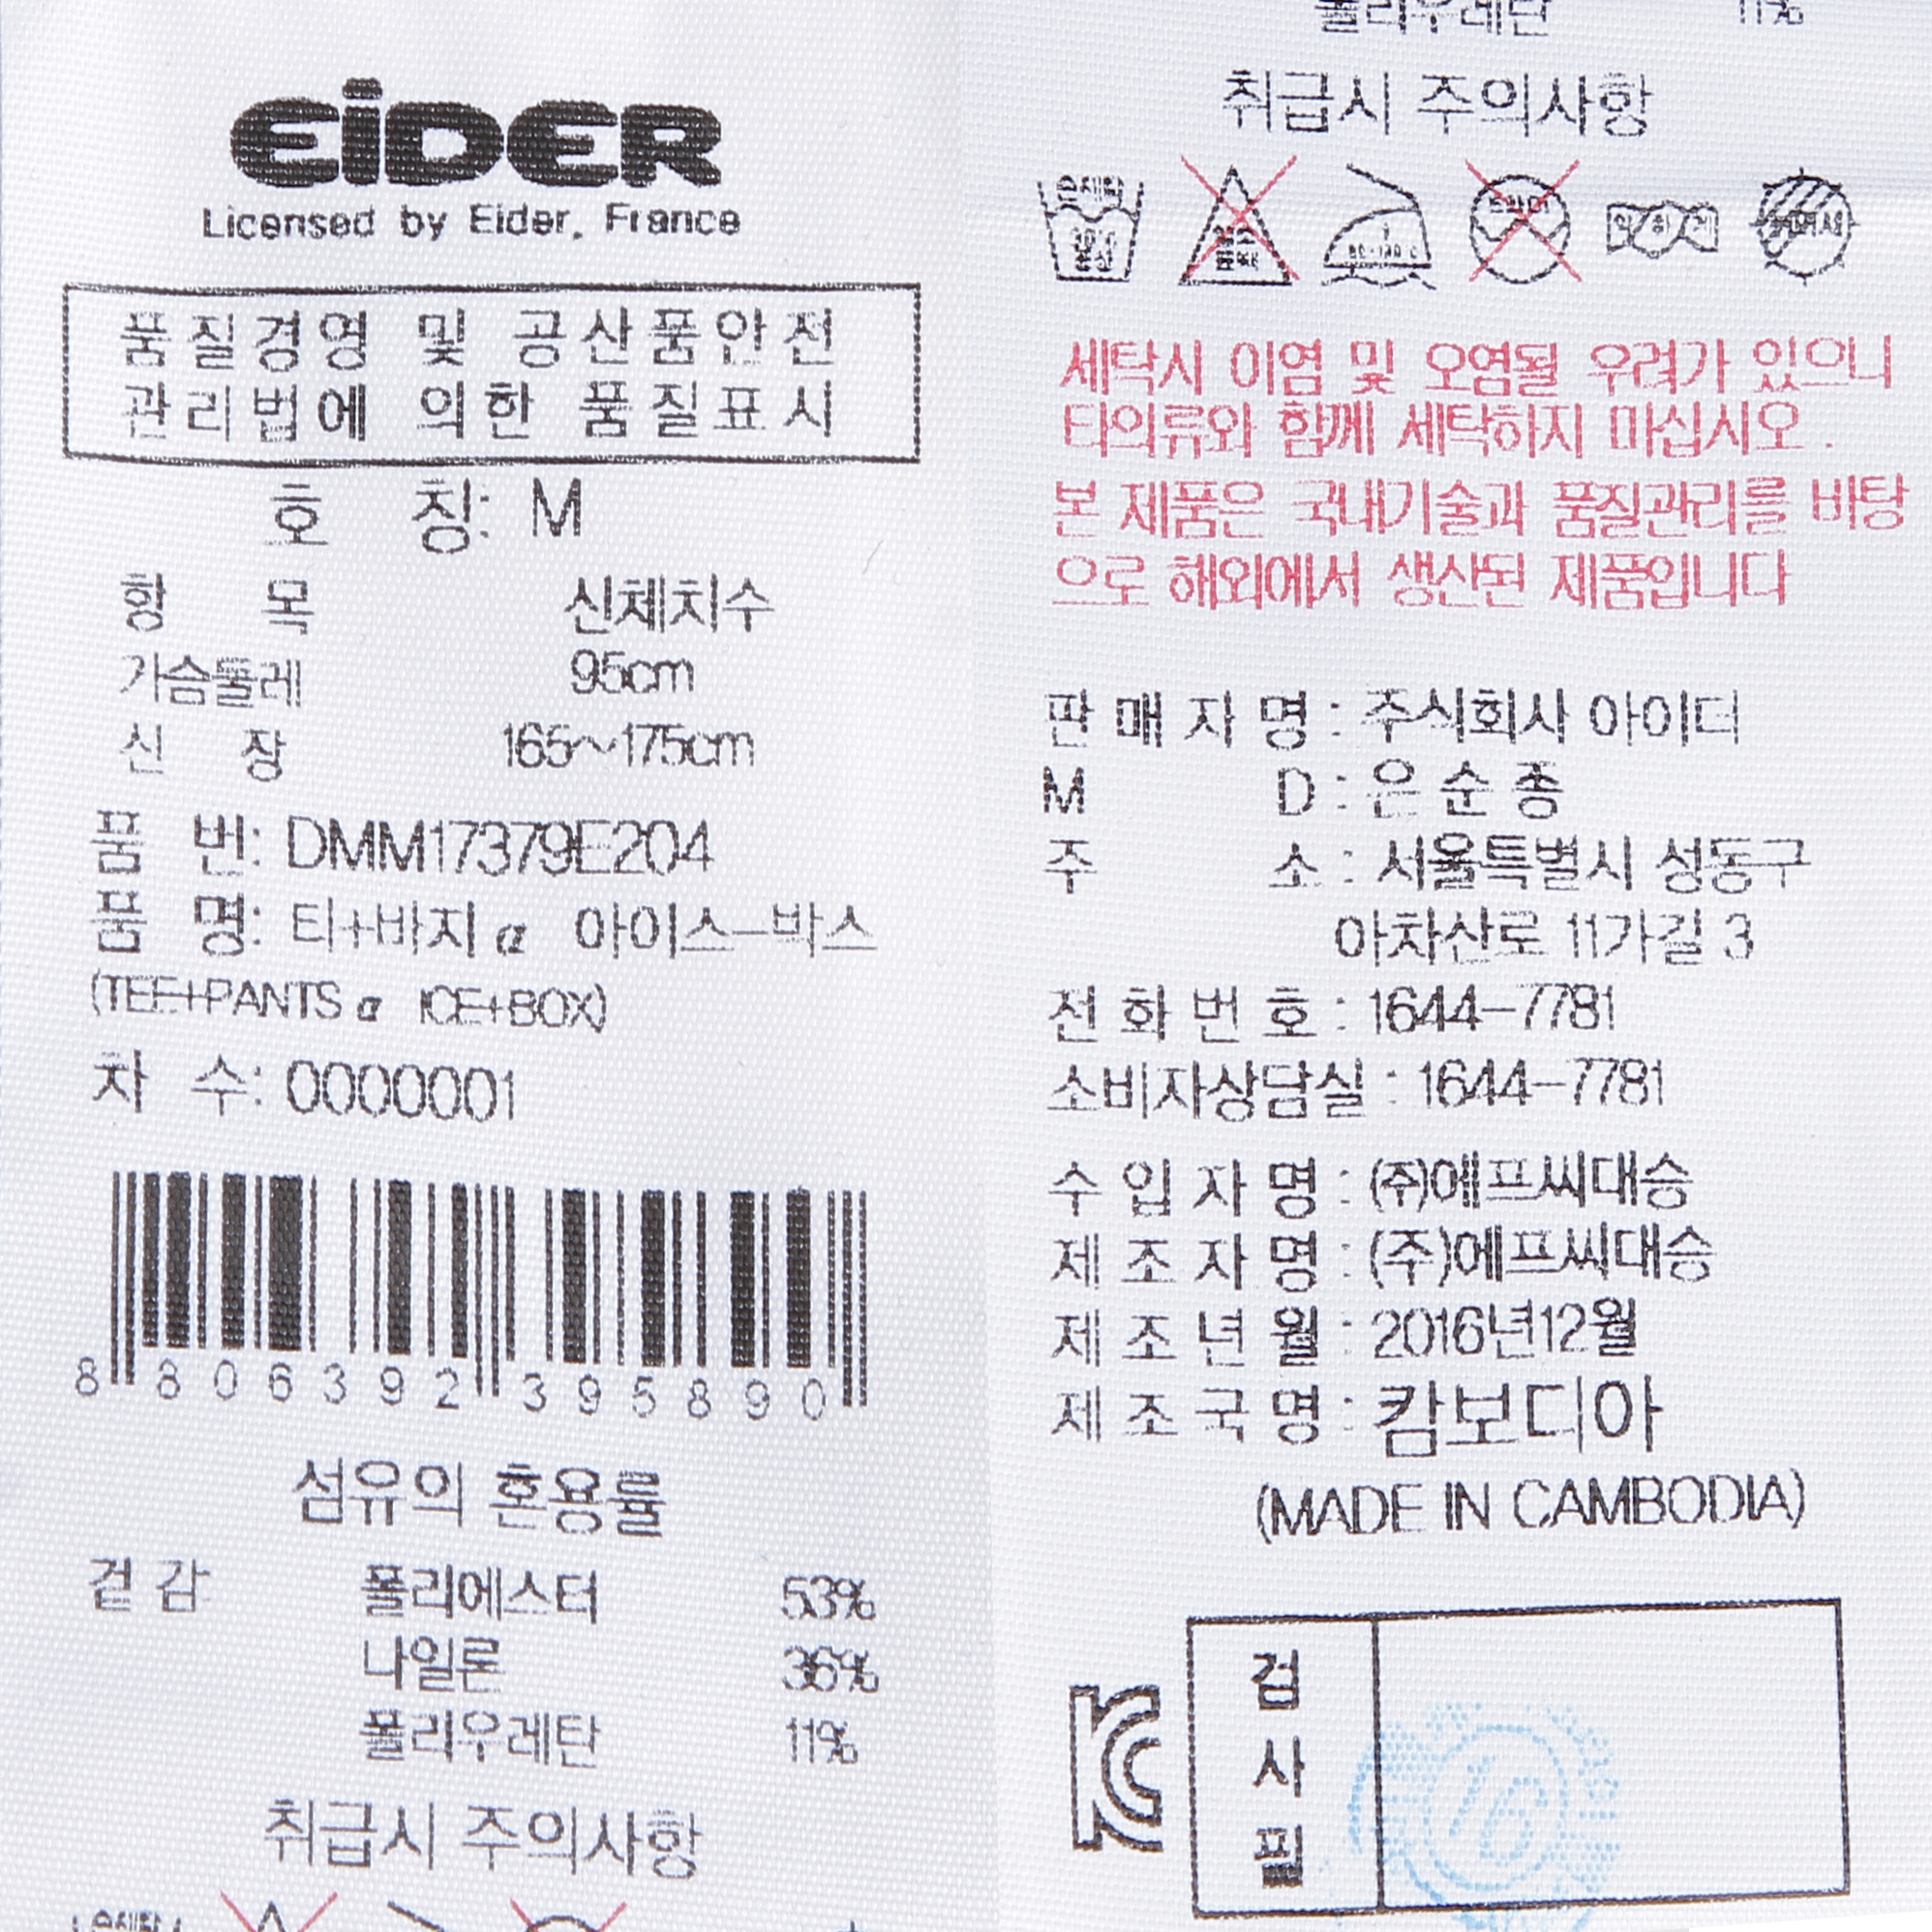 EiDER
Licensed by Eider, France
품질경영 및 공산품안전
관리법에 의한 품질표시
호 칭: M
항 목 신체치수
가슴둘레 95cm
신 장 165~175cm
품 번: DMM17379E204
품 명: 티+바지α 아이스-박스
(TEE+PANTSα ICE+BOX)
차 수: 0000001
8 806392 395890
섬유의 혼용률
겉감 폴리에스터 53%
나일론 36%
폴리우레탄 11%
취급시 주의사항
폴리우레탄 11%
취급시 주의사항
80-120℃
세탁시 이염 및 오염될 우려가 있으니
타의류와 함께 세탁하지 마십시오.
본 제품은 국내기술과 품질관리를 바탕
으로 해외에서 생산된 제품입니다
판매자명 : 주식회사 아이더
M D : 은순종
주 소 : 서울특별시 성동구
아차산로 11가길 3
전화번호 : 1644-7781
소비자상담실 : 1644-7781
수입자명 : (주)에프씨대승
제조자명 : (주)에프씨대승
제조년월 : 2016년12월
제조국명 : 캄보디아
(MADE IN CAMBODIA)
KC
검사필
16